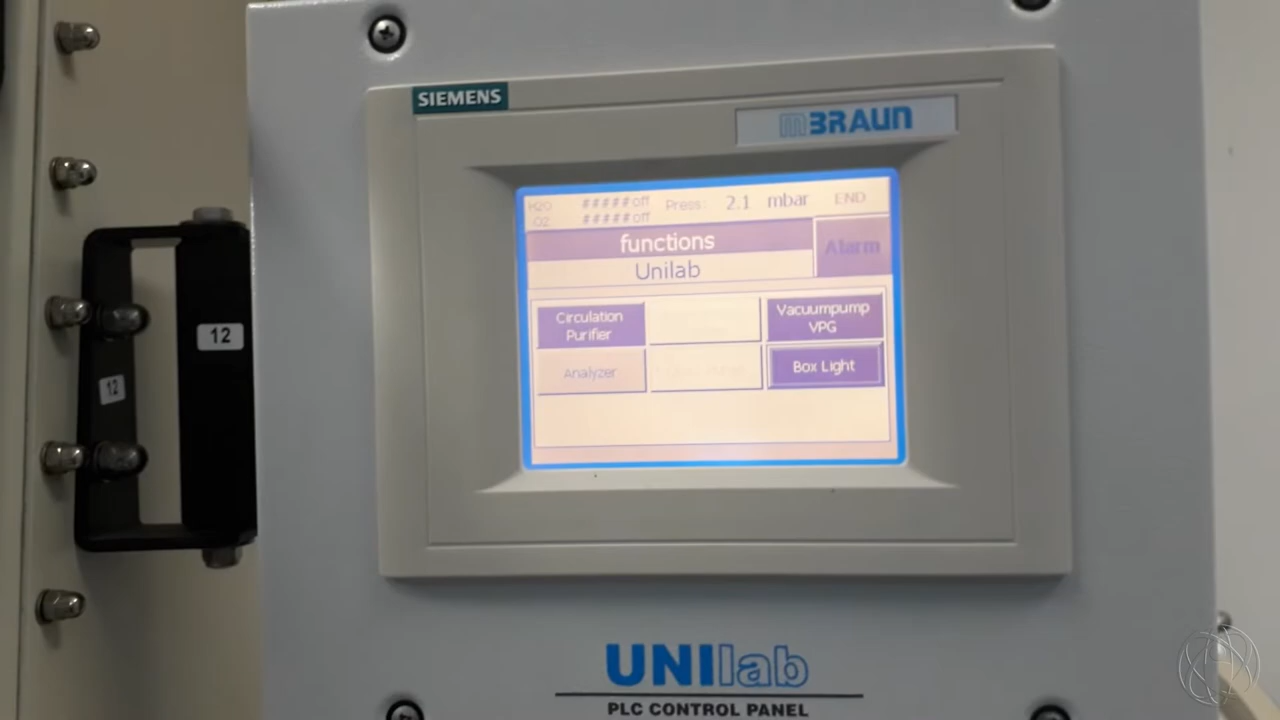 SIEMENS
mBRAUN
H2O #####off Press: 2.1 mbar END
O2 #####off
functions
Alarm
Unilab
Circulation
Purifier
Vacuumpump
VPG
Analyzer
Box Light
12
12
UNIlab
PLC CONTROL PANEL